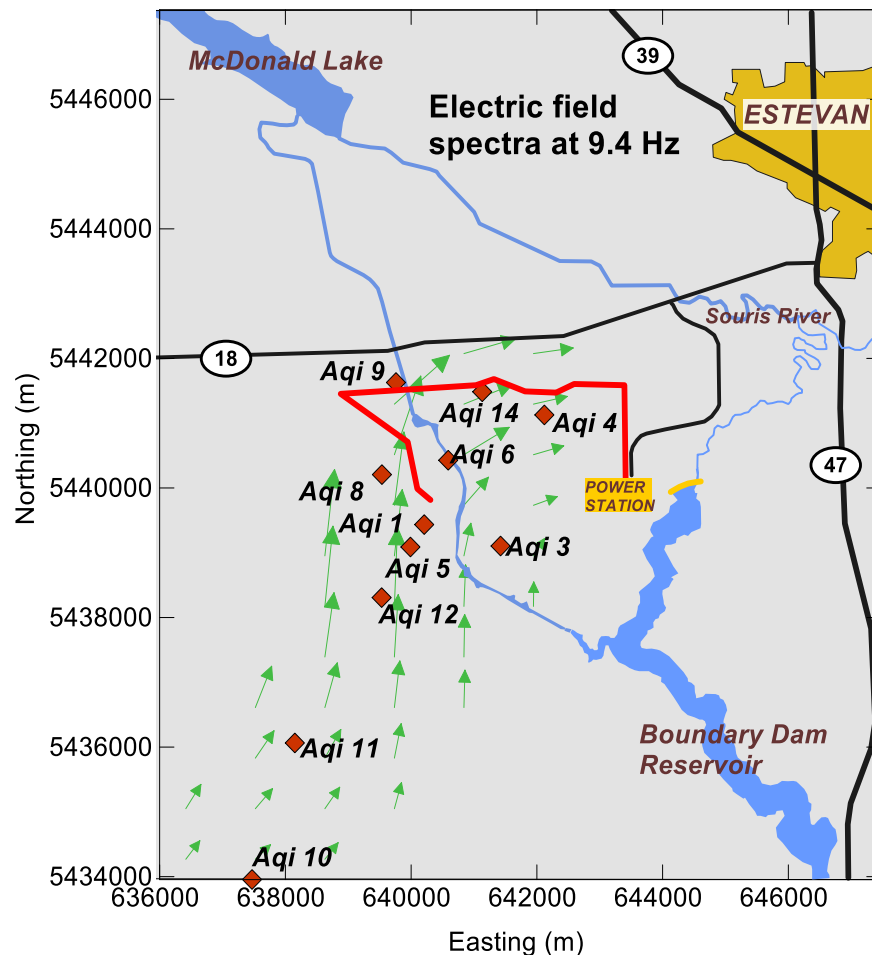 39
McDonald Lake
5446000
Electric field
spectra at 9.4 Hz
ESTEVAN
5444000
Souris River
5442000
18
Aqi 9
Aqi 14
Aqi 4
Aqi 6
47
Aqi 8
5440000
POWER
STATION
Aqi 1
Aqi 3
Aqi 5
Northing (m)
5438000
Aqi 12
5436000
Aqi 11
Boundary Dam
Reservoir
Aqi 10
5434000
636000 638000 640000 642000 644000 646000
Easting (m)